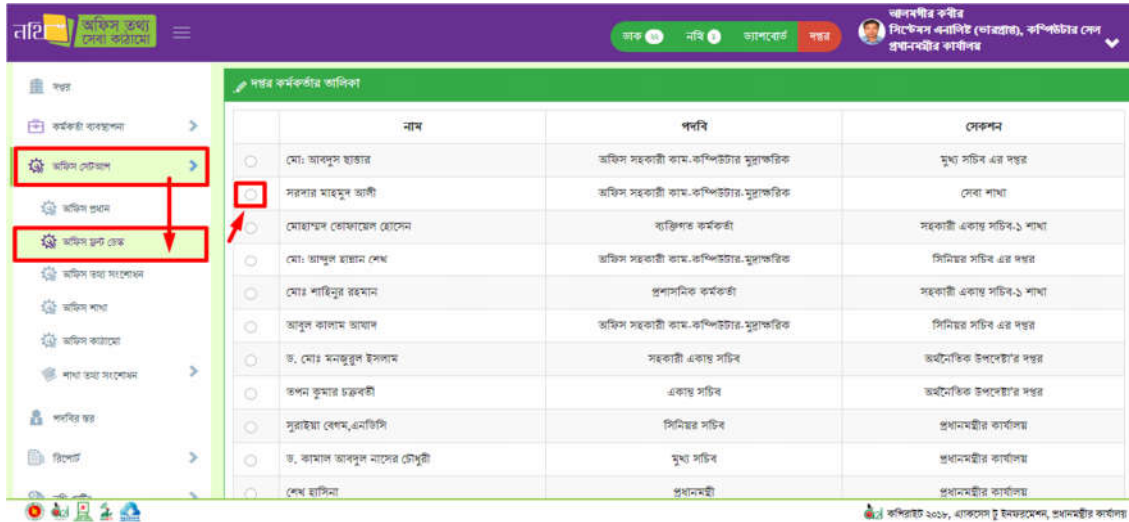 নথি
অফিস তথ্য
সেবা কাঠামো
ডাক
নথি
ড্যাশবোর্ড
দপ্তর
আলমগীর কবীর
সিস্টেমস এনালিষ্ট (ভারপ্রাপ্ত), কম্পিউটার সেল
প্রধানমন্ত্রীর কার্যালয়
দপ্তর
কর্মকর্তা ব্যবস্থাপনা
অফিস সেটআপ
অফিস প্রধান
অফিস ফ্রন্ট ডেস্ক
অফিস তথ্য সংশোধন
অফিস শাখা
অফিস কাঠামো
শাখা তথ্য সংশোধন
পদবির স্তর
রিপোর্ট
দপ্তর কর্মকর্তার তালিকা
নাম পদবি সেকশন
মো: আবদুস ছাত্তার অফিস সহকারী কাম-কম্পিউটার-মুদ্রাক্ষরিক মুখ্য সচিব এর দপ্তর
সরদার মাহমুদ আলী অফিস সহকারী কাম-কম্পিউটার-মুদ্রাক্ষরিক সেবা শাখা
মোহাম্মদ তোফায়েল হোসেন ব্যক্তিগত কর্মকর্তা সহকারী একান্ত সচিব-১ শাখা
মো: আব্দুল হান্নান শেখ অফিস সহকারী কাম-কম্পিউটার-মুদ্রাক্ষরিক সিনিয়র সচিব এর দপ্তর
মোঃ শাহিনুর রহমান প্রশাসনিক কর্মকর্তা সহকারী একান্ত সচিব-১ শাখা
আবুল কালাম আযাদ অফিস সহকারী কাম-কম্পিউটার-মুদ্রাক্ষরিক সিনিয়র সচিব এর দপ্তর
ড. মোঃ মনজুরুল ইসলাম সহকারী একান্ত সচিব অর্থনৈতিক উপদেষ্টা'র দপ্তর
তপন কুমার চক্রবর্তী একান্ত সচিব অর্থনৈতিক উপদেষ্টা'র দপ্তর
সুরাইয়া বেগম,এনডিসি সিনিয়র সচিব প্রধানমন্ত্রীর কার্যালয়
ড. কামাল আবদুল নাসের চৌধুরী মুখ্য সচিব প্রধানমন্ত্রীর কার্যালয়
শেখ হাসিনা প্রধানমন্ত্রী প্রধানমন্ত্রীর কার্যালয়
কপিরাইট ২০১৮, এ্যাকসেস টু ইনফরমেশন, প্রধানমন্ত্রীর কার্যালয়